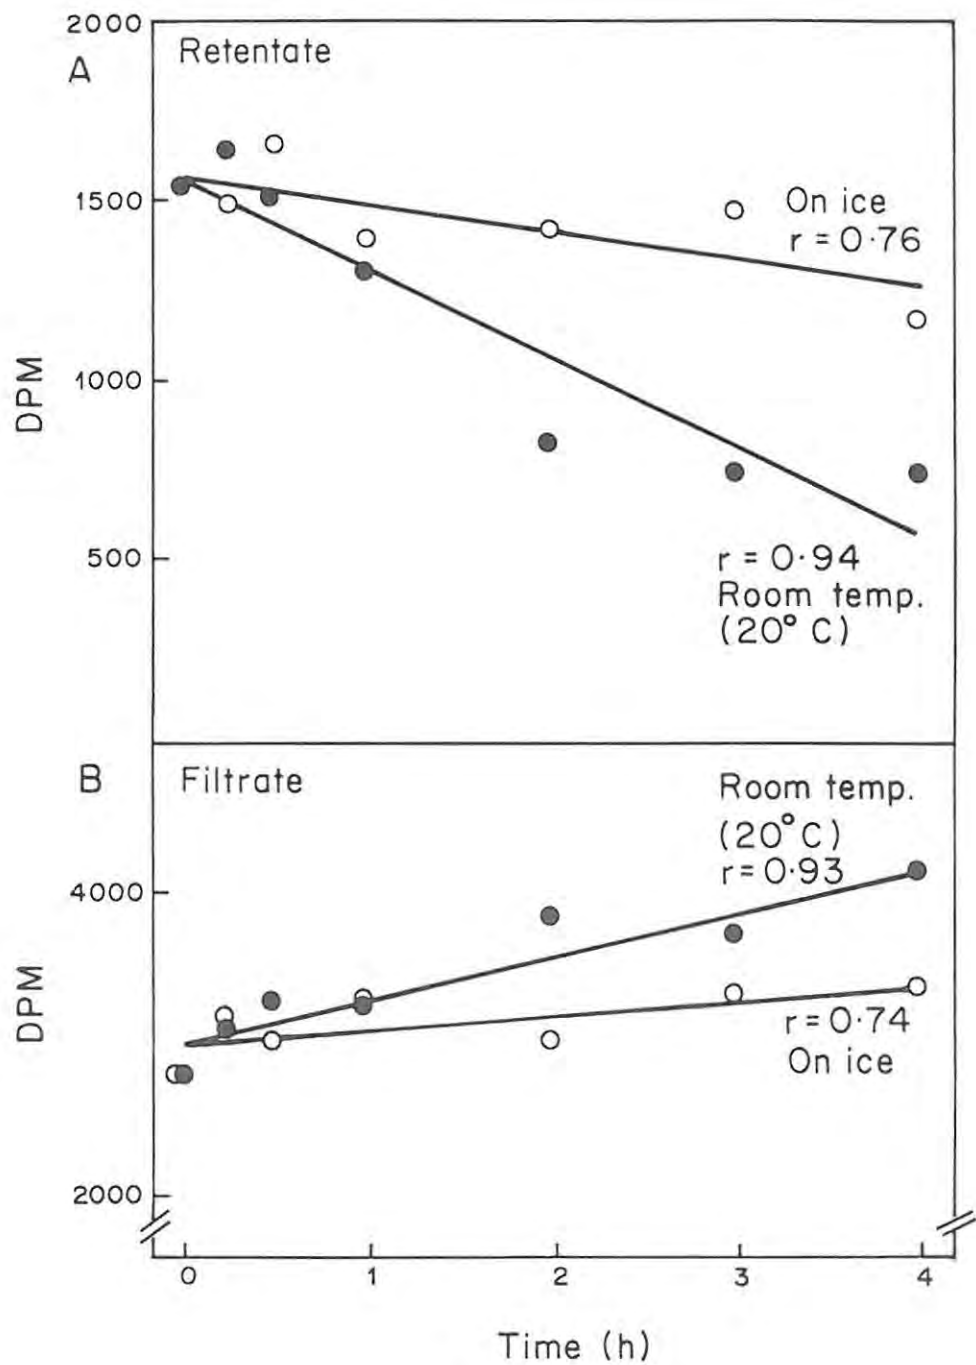 2000
Retentate
A
1500
On ice
r = 0·76
1000
DPM
500
r = 0·94
Room temp.
(20° C)
B
Filtrate
Room temp.
(20° C)
r = 0·93
4000
DPM
r = 0·74
On ice
2000
0 1 2 3 4
Time (h)